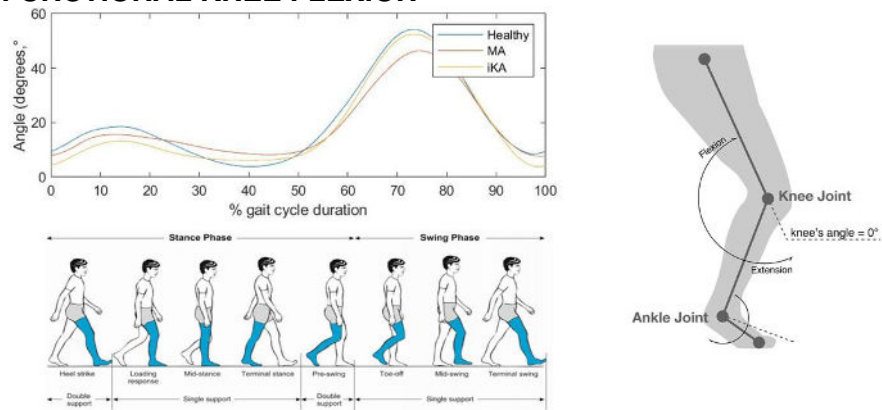 FUNCTIONAL KNEE FLEXION
60
40
20
0
Angle (degrees,°
Healthy
MA
iKA
0 10 20 30 40 50 60 70 80 90 100
% gait cycle duration
Stance Phase Swing Phase
Heel strike Loading response Mid-stance Terminal stance Pre-swing Toe-off Mid-swing Terminal swing
Double support Single support Double support Single support
Flexion
Knee Joint
knee's angle = 0°
Extension
Ankle Joint